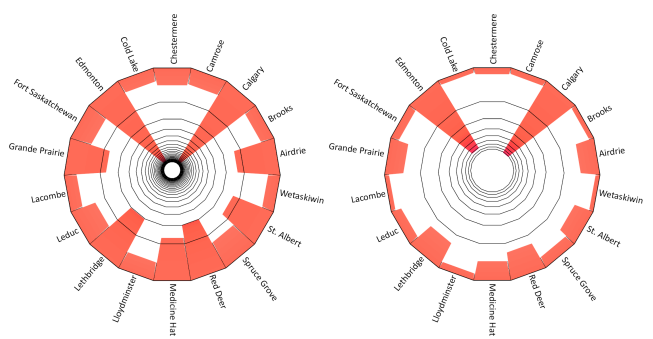 Chestermere
Camrose
Calgary
Brooks
Airdrie
Wetaskiwin
St. Albert
Spruce Grove
Red Deer
Medicine Hat
Lloydminster
Lethbridge
Leduc
Lacombe
Grande Prairie
Fort Saskatchewan
Edmonton
Cold Lake
Chestermere
Camrose
Calgary
Brooks
Airdrie
Wetaskiwin
St. Albert
Spruce Grove
Red Deer
Medicine Hat
Lloydminster
Lethbridge
Leduc
Lacombe
Grande Prairie
Fort Saskatchewan
Edmonton
Cold Lake